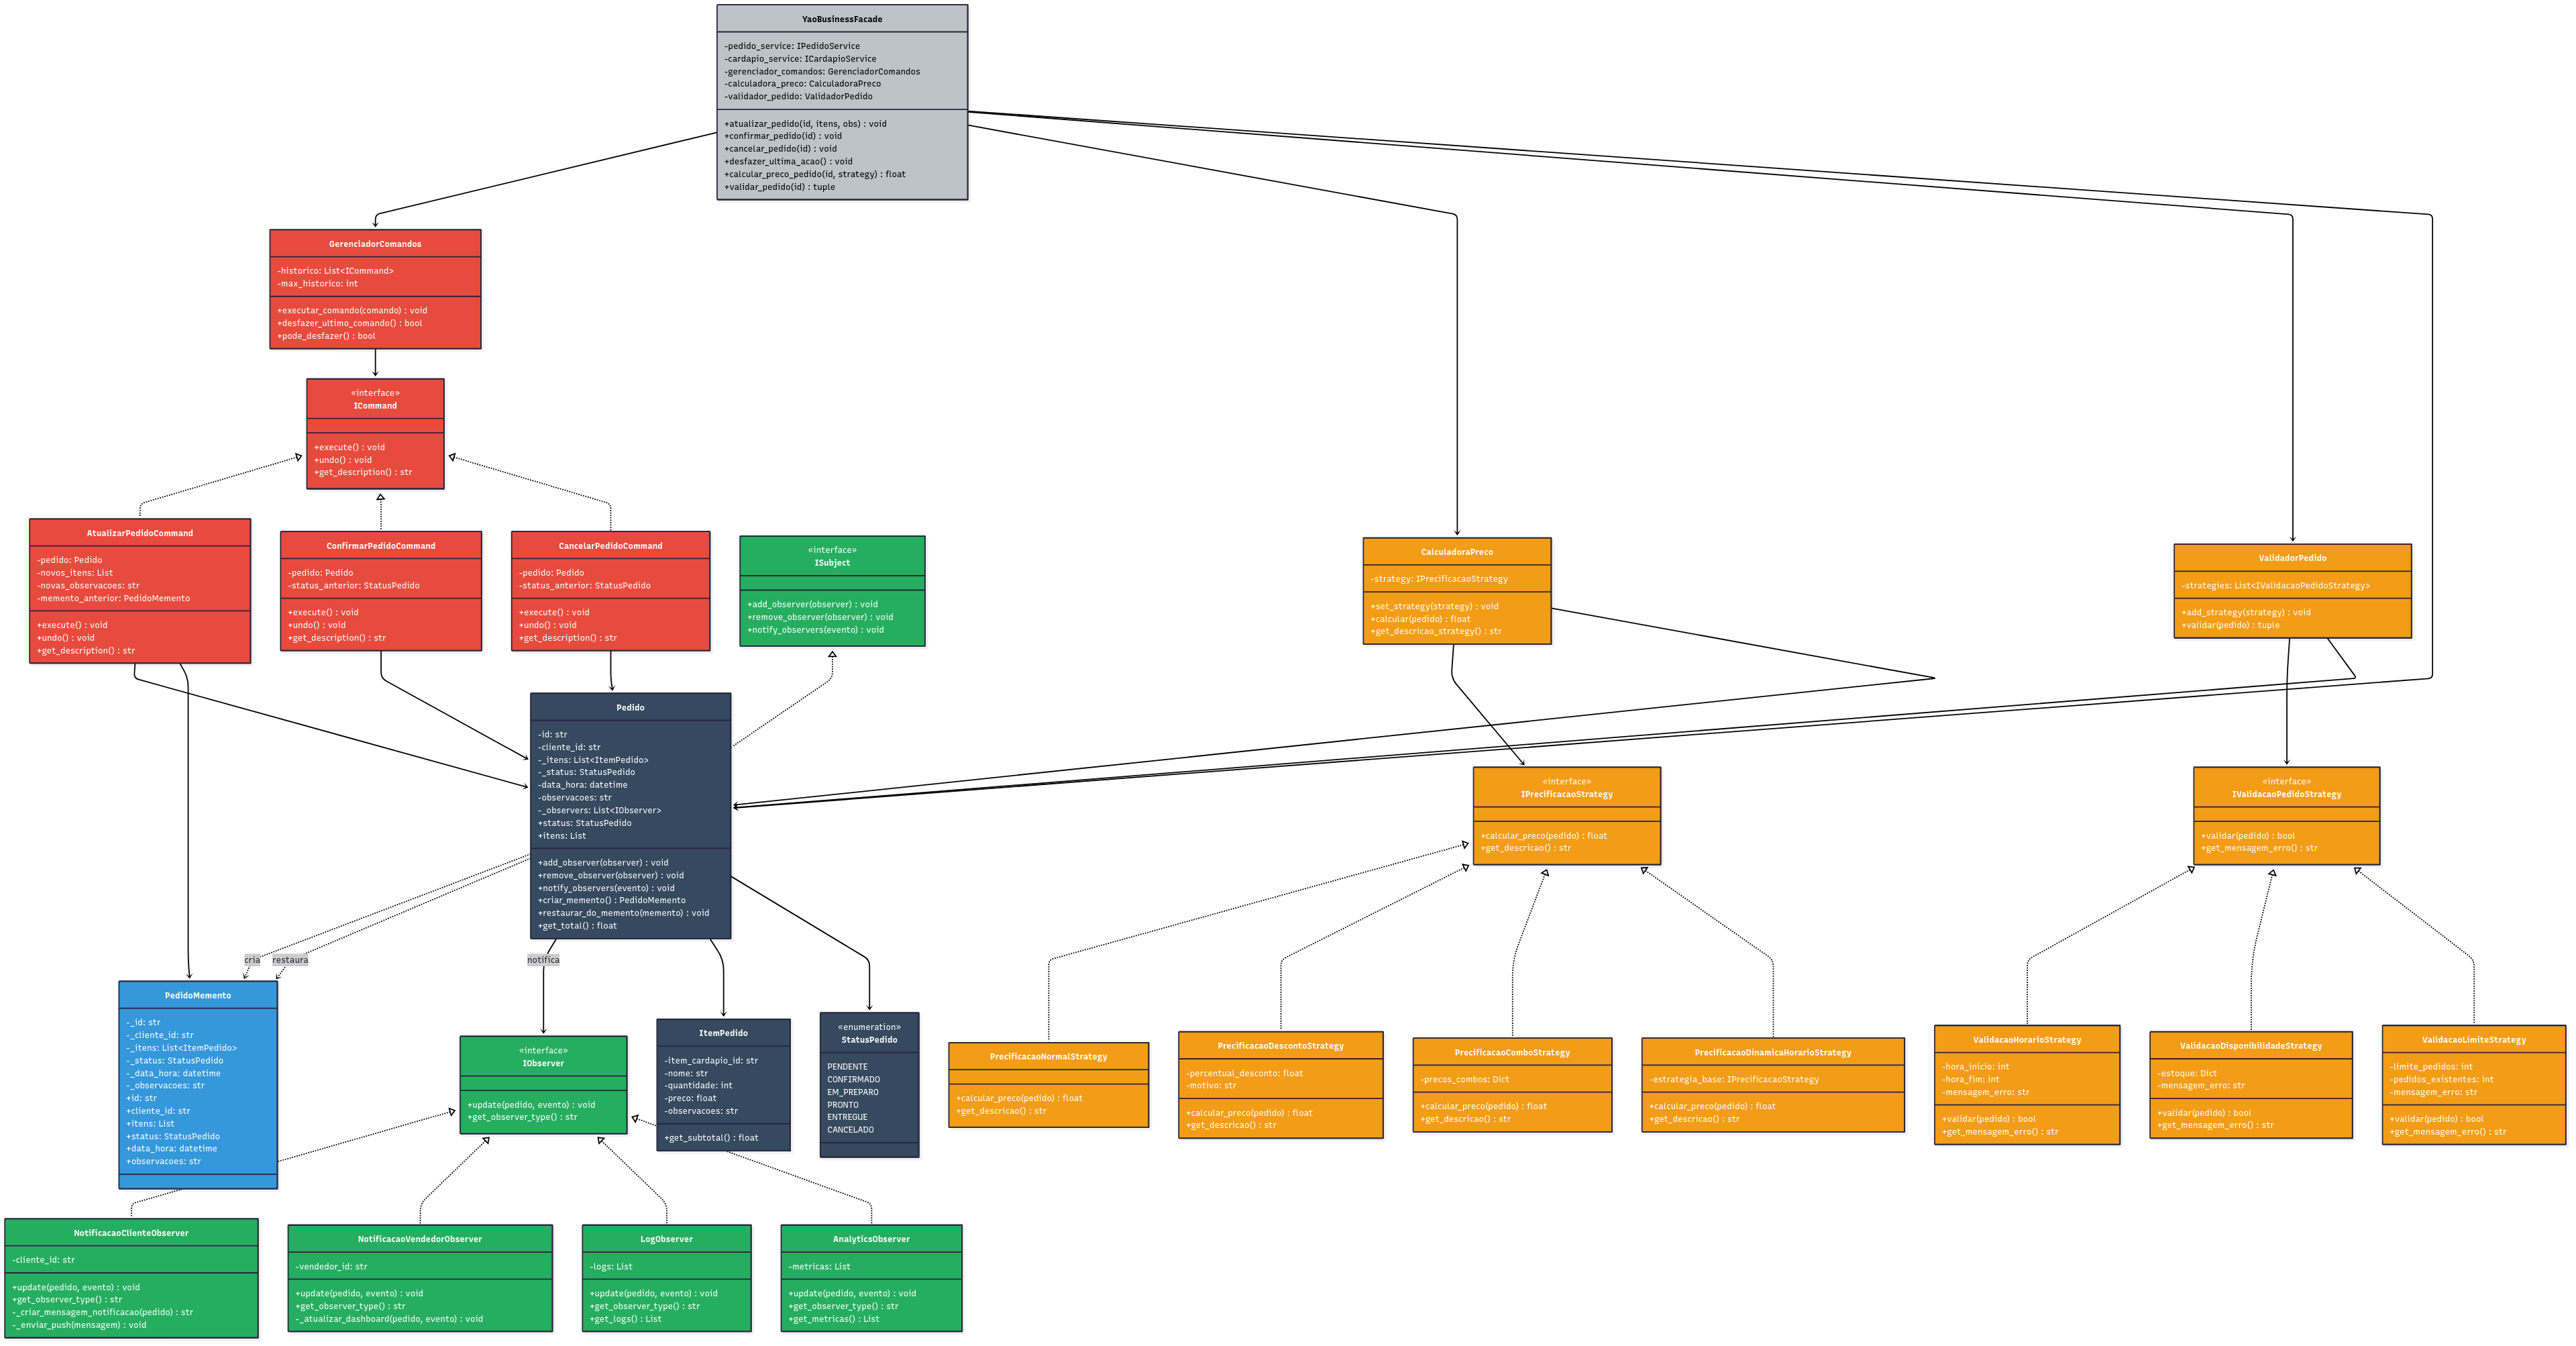 YaoBusinessFacade
-pedido_service: IPedidoService
-cardapio_service: ICardapioService
-gerenciador_comandos: GerenciadorComandos
-calculadora_preco: CalculadoraPreco
-validador_pedido: ValidadorPedido
+atualizar_pedido(id, itens, obs) : void
+confirmar_pedido(id) : void
+cancelar_pedido(id) : void
+desfazer_ultima_acao() : void
+calcular_preco_pedido(id, strategy) : float
+validar_pedido(id) : tuple
GerenciadorComandos
-historico: List<ICommand>
-max_historico: int
+executar_comando(comando) : void
+desfazer_ultimo_comando() : bool
+pode_desfazer() : bool
«interface»
ICommand
+execute() : void
+undo() : void
+get_description() : str
AtualizarPedidoCommand
-pedido: Pedido
-novos_itens: List
-novas_observacoes: str
-memento_anterior: PedidoMemento
+execute() : void
+undo() : void
+get_description() : str
ConfirmarPedidoCommand
-pedido: Pedido
-status_anterior: StatusPedido
+execute() : void
+undo() : void
+get_description() : str
CancelarPedidoCommand
-pedido: Pedido
-status_anterior: StatusPedido
+execute() : void
+undo() : void
+get_description() : str
«interface»
ISubject
+add_observer(observer) : void
+remove_observer(observer) : void
+notify_observers(evento) : void
CalculadoraPreco
-strategy: IPrecificacaoStrategy
+set_strategy(strategy) : void
+calcular(pedido) : float
+get_descricao_strategy() : str
ValidadorPedido
-strategies: List<IValidacaoPedidoStrategy>
+add_strategy(strategy) : void
+validar(pedido) : tuple
Pedido
-id: str
-cliente_id: str
-_itens: List<ItemPedido>
-_status: StatusPedido
-data_hora: datetime
-observacoes: str
-_observers: List<IObserver>
+status: StatusPedido
+itens: List
+add_observer(observer) : void
+remove_observer(observer) : void
+notify_observers(evento) : void
+criar_memento() : PedidoMemento
+restaurar_do_memento(memento) : void
+get_total() : float
«interface»
IPrecificacaoStrategy
+calcular_preco(pedido) : float
+get_descricao() : str
«interface»
IValidacaoPedidoStrategy
+validar(pedido) : bool
+get_mensagem_erro() : str
cria
restaura
notifica
PedidoMemento
-_id: str
-_cliente_id: str
-_itens: List<ItemPedido>
-_status: StatusPedido
-_data_hora: datetime
-_observacoes: str
+id: str
+cliente_id: str
+itens: List
+status: StatusPedido
+data_hora: datetime
+observacoes: str
«interface»
IObserver
+update(pedido, evento) : void
+get_observer_type() : str
ItemPedido
-item_cardapio_id: str
-nome: str
-quantidade: int
-preco: float
-observacoes: str
+get_subtotal() : float
«enumeration»
StatusPedido
PENDENTE
CONFIRMADO
EM_PREPARO
PRONTO
ENTREGUE
CANCELADO
PrecificacaoNormalStrategy
+calcular_preco(pedido) : float
+get_descricao() : str
PrecificacaoDescontoStrategy
-percentual_desconto: float
-motivo: str
+calcular_preco(pedido) : float
+get_descricao() : str
PrecificacaoComboStrategy
-precos_combos: Dict
+calcular_preco(pedido) : float
+get_descricao() : str
PrecificacaoDinamicaHorarioStrategy
-estrategia_base: IPrecificacaoStrategy
+calcular_preco(pedido) : float
+get_descricao() : str
ValidacaoHorarioStrategy
-hora_inicio: int
-hora_fim: int
-mensagem_erro: str
+validar(pedido) : bool
+get_mensagem_erro() : str
ValidacaoDisponibilidadeStrategy
-estoque: Dict
-mensagem_erro: str
+validar(pedido) : bool
+get_mensagem_erro() : str
ValidacaoLimiteStrategy
-limite_pedidos: int
-pedidos_existentes: int
-mensagem_erro: str
+validar(pedido) : bool
+get_mensagem_erro() : str
NotificacaoClienteObserver
-cliente_id: str
+update(pedido, evento) : void
+get_observer_type() : str
-_criar_mensagem_notificacao(pedido) : str
-_enviar_push(mensagem) : void
NotificacaoVendedorObserver
-vendedor_id: str
+update(pedido, evento) : void
+get_observer_type() : str
-_atualizar_dashboard(pedido, evento) : void
LogObserver
-logs: List
+update(pedido, evento) : void
+get_observer_type() : str
+get_logs() : List
AnalyticsObserver
-metricas: List
+update(pedido, evento) : void
+get_observer_type() : str
+get_metricas() : List